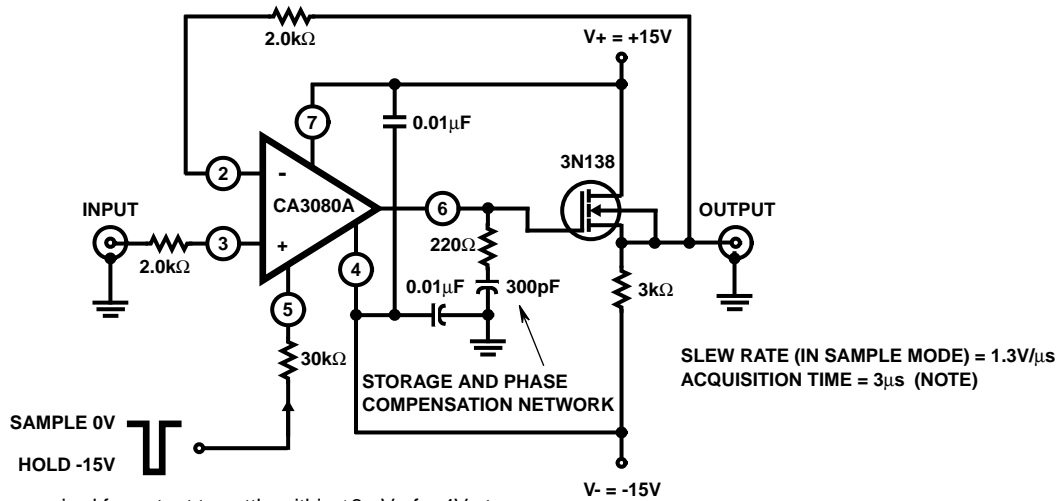 2.0kΩ
V+ = +15V
7
0.01µF
3N138
2
-
CA3080A
6
INPUT
OUTPUT
3
+
220Ω
2.0kΩ
4
0.01µF
300pF
3kΩ
5
30kΩ
SLEW RATE (IN SAMPLE MODE) = 1.3V/µs
ACQUISITION TIME = 3µs (NOTE)
STORAGE AND PHASE
COMPENSATION NETWORK
SAMPLE 0V
HOLD -15V
V- = -15V